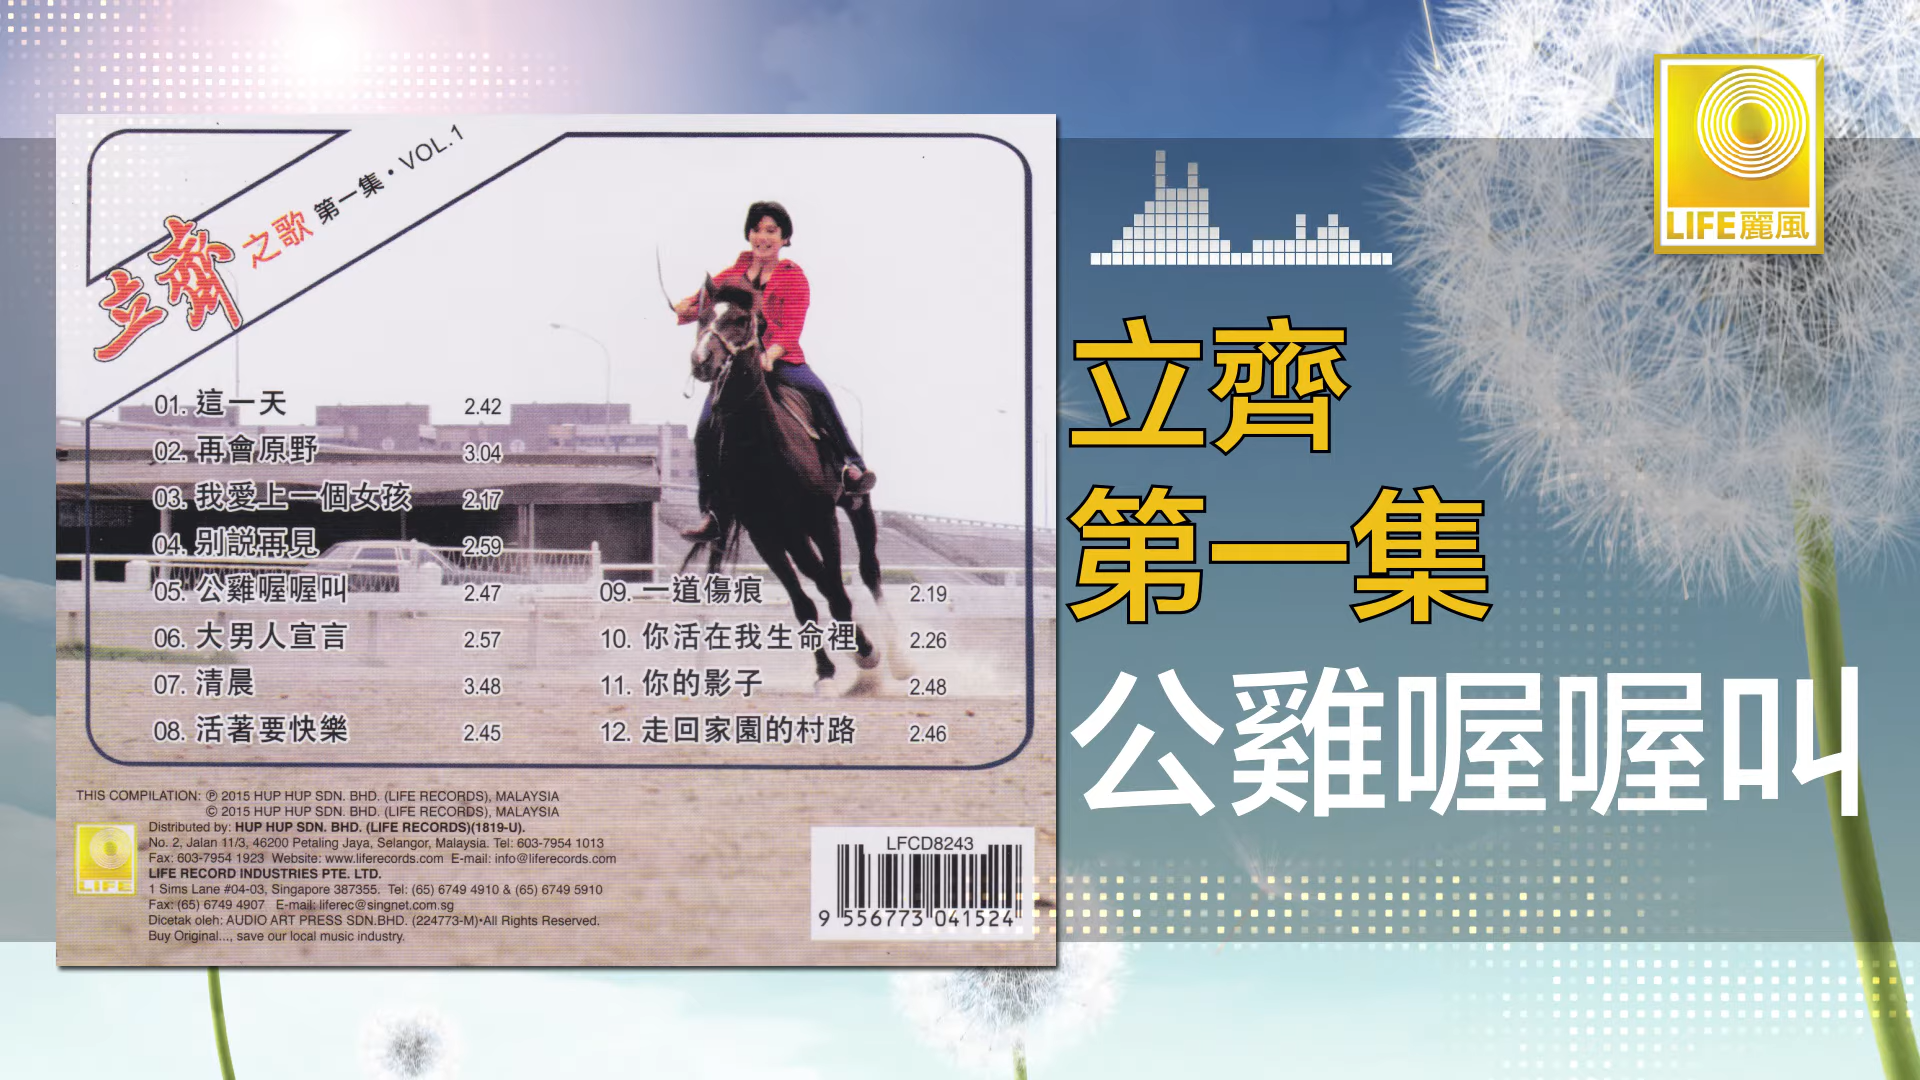 立齊之歌 第一集・VOL.1
01. 這一天 2.42
02. 再會原野 3.04
03. 我愛上一個女孩 2.17
04. 別説再見 2.59
05. 公雞喔喔叫 2.47
06. 大男人宣言 2.57
07. 清晨 3.48
08. 活著要快樂 2.45
09. 一道傷痕 2.19
10. 你活在我生命裡 2.26
11. 你的影子 2.48
12. 走回家園的村路 2.46
THIS COMPILATION: ℗ 2015 HUP HUP SDN. BHD. (LIFE RECORDS), MALAYSIA
© 2015 HUP HUP SDN. BHD. (LIFE RECORDS), MALAYSIA
Distributed by: HUP HUP SDN. BHD. (LIFE RECORDS)(1819-U).
No. 2, Jalan 11/3, 46200 Petaling Jaya, Selangor, Malaysia. Tel: 603-7954 1013
Fax: 603-7954 1923 Website: www.liferecords.com E-mail: info@liferecords.com
LIFE RECORD INDUSTRIES PTE. LTD.
1 Sims Lane #04-03, Singapore 387355. Tel: (65) 6749 4910 & (65) 6749 5910
Fax: (65) 6749 4907 E-mail: liferec@singnet.com.sg
Dicetak oleh: AUDIO ART PRESS SDN.BHD. (224773-M)•All Rights Reserved.
Buy Original..., save our local music industry.
LIFE
LFCD8243
9 556773 041524
LIFE麗風
立齊
第一集
公雞喔喔叫